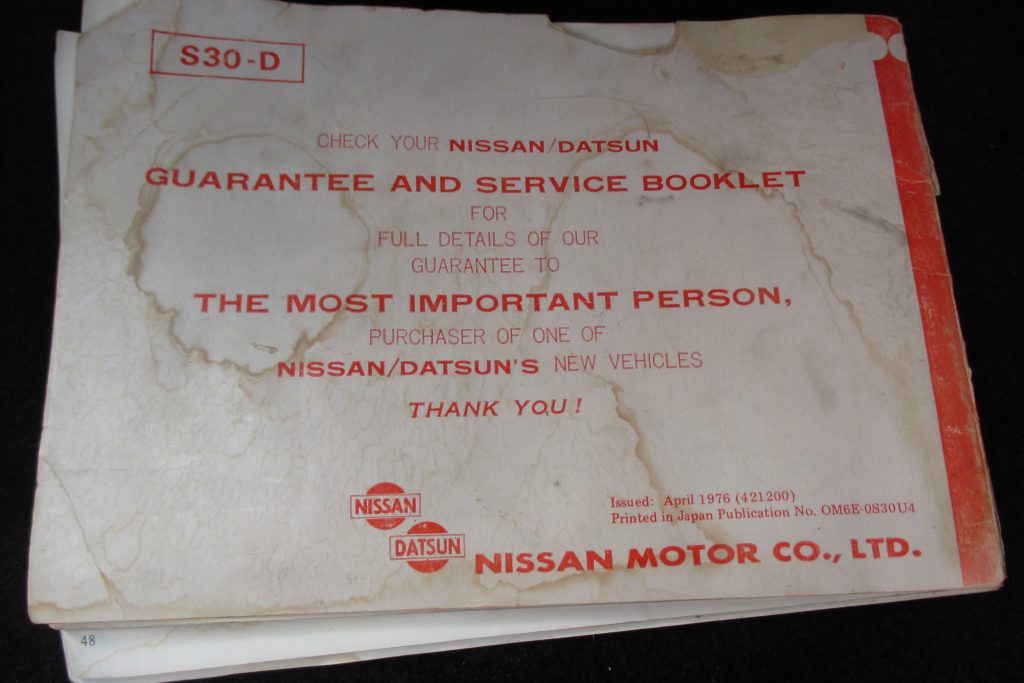 S30-D
CHECK YOUR NISSAN/DATSUN
GUARANTEE AND SERVICE BOOKLET
FOR
FULL DETAILS OF OUR
GUARANTEE TO
THE MOST IMPORTANT PERSON,
PURCHASER OF ONE OF
NISSAN/DATSUN'S NEW VEHICLES
THANK YOU!
NISSAN
DATSUN
Issued: April 1976 (421200)
Printed in Japan Publication No. OM6E-0S30U4
NISSAN MOTOR CO., LTD.
48